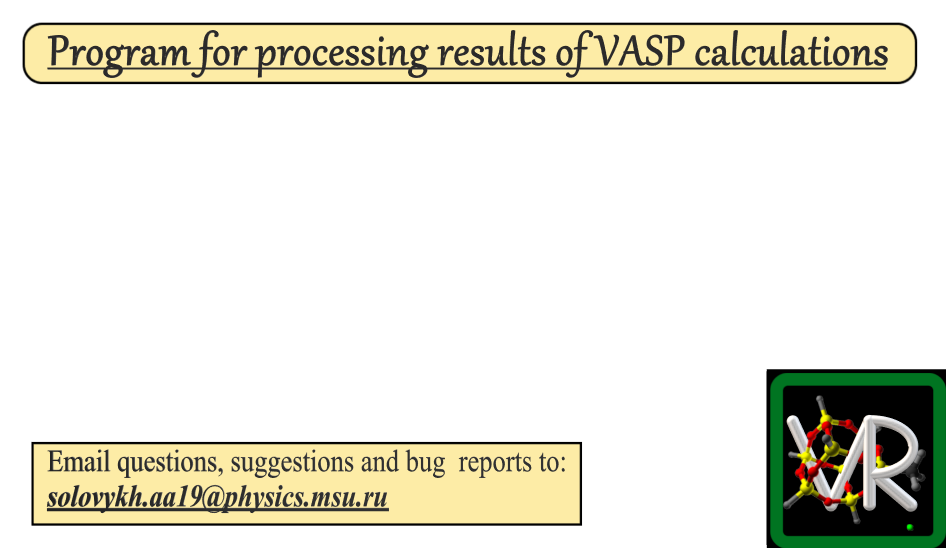 Program for processing results of VASP calculations
Email questions, suggestions and bug reports to:
solovykh.aa19@physics.msu.ru
VR